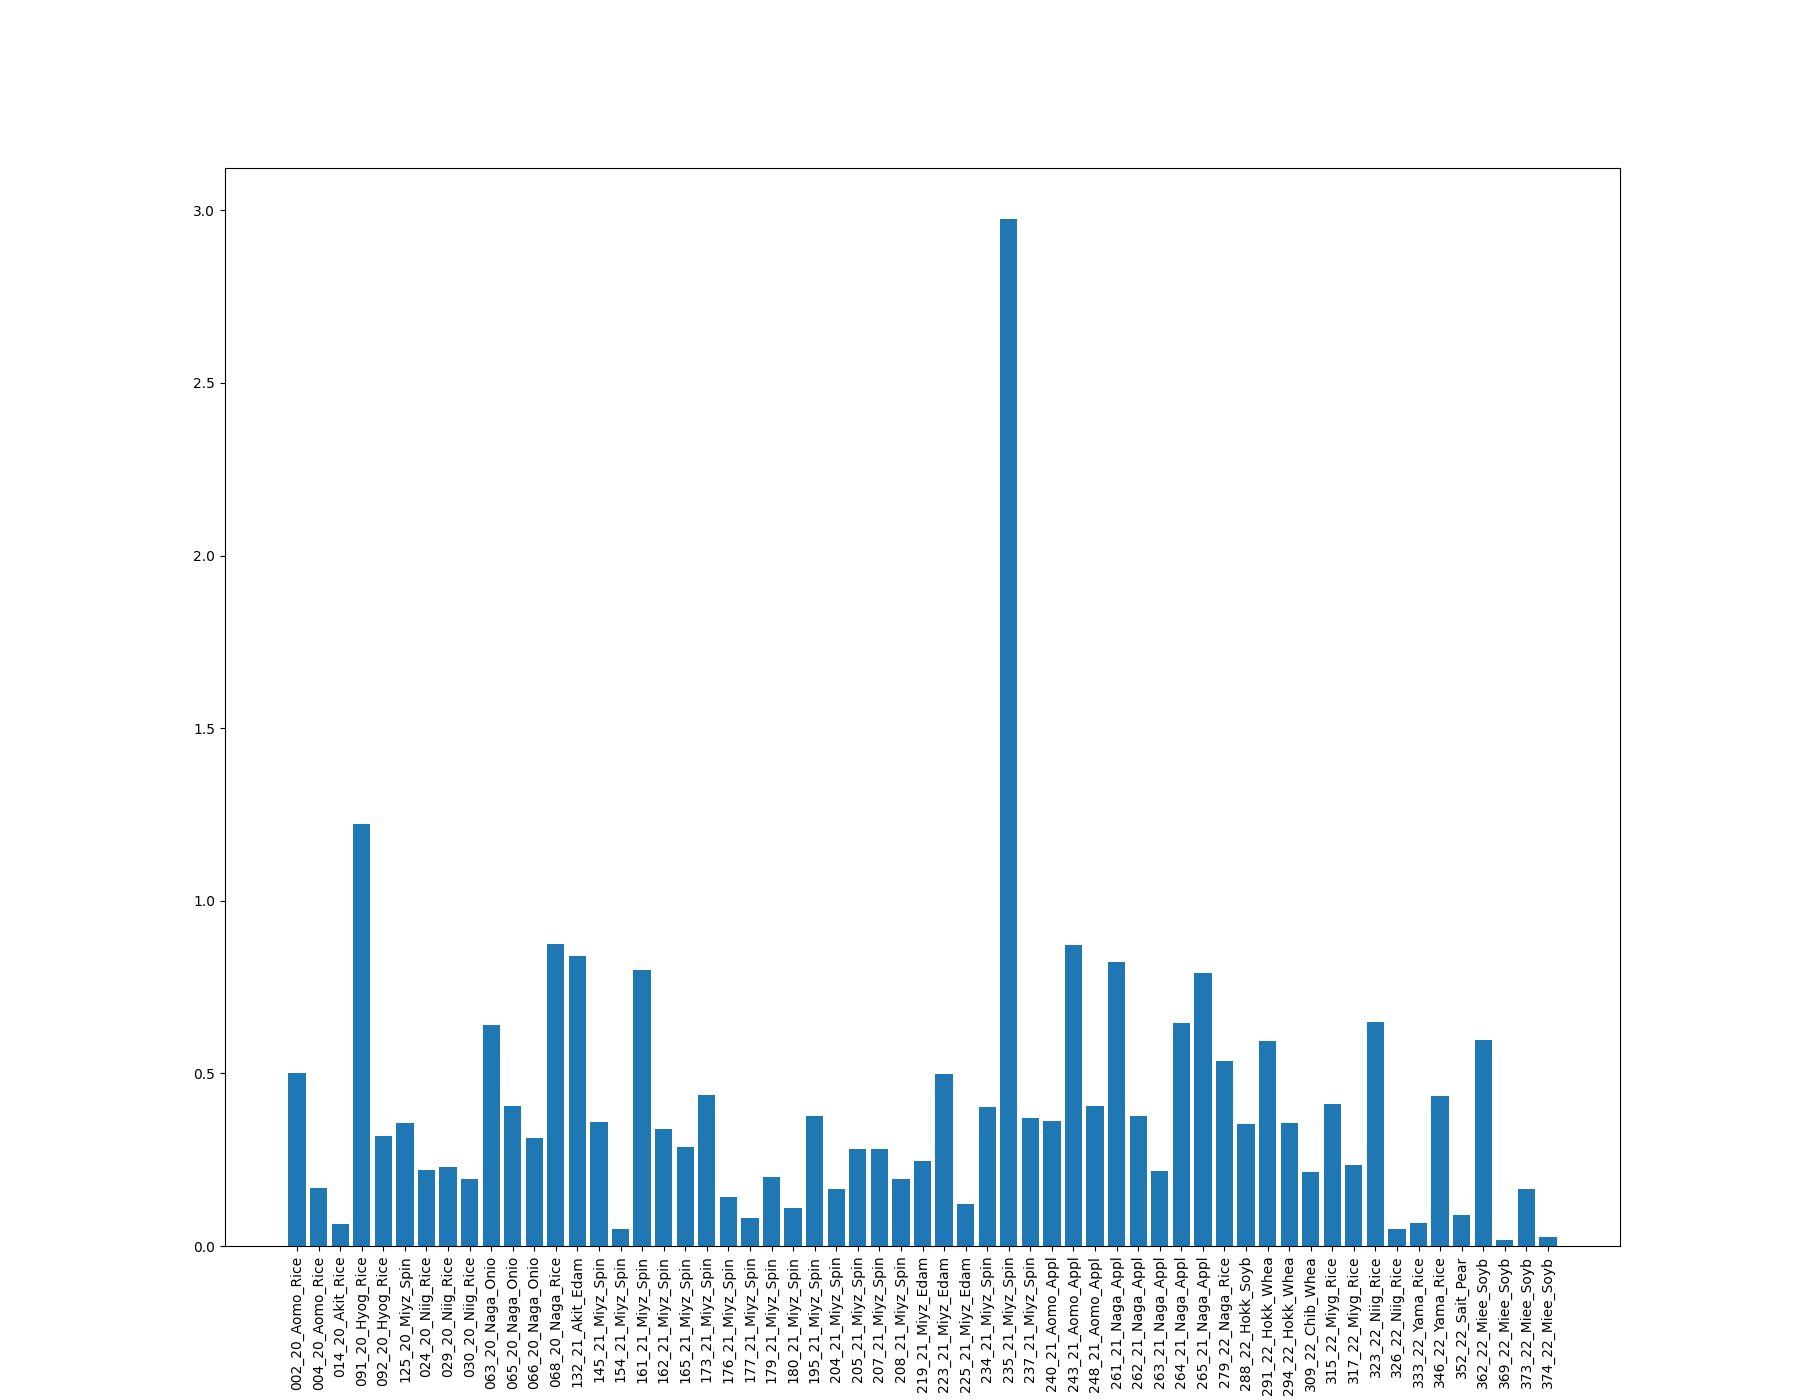 3.0
2.5
2.0
1.5
1.0
0.5
0.0
002_20_Aomo_Rice
004_20_Aomo_Rice
014_20_Akit_Rice
091_20_Hyog_Rice
092_20_Hyog_Rice
125_20_Miyz_Spin
024_20_Niig_Rice
029_20_Niig_Rice
030_20_Niig_Rice
063_20_Naga_Onio
065_20_Naga_Onio
066_20_Naga_Onio
068_20_Naga_Rice
132_21_Akit_Edam
145_21_Miyz_Spin
154_21_Miyz_Spin
161_21_Miyz_Spin
162_21_Miyz_Spin
165_21_Miyz_Spin
173_21_Miyz_Spin
176_21_Miyz_Spin
177_21_Miyz_Spin
179_21_Miyz_Spin
180_21_Miyz_Spin
195_21_Miyz_Spin
204_21_Miyz_Spin
205_21_Miyz_Spin
207_21_Miyz_Spin
208_21_Miyz_Spin
219_21_Miyz_Edam
223_21_Miyz_Edam
225_21_Miyz_Edam
234_21_Miyz_Spin
235_21_Miyz_Spin
237_21_Miyz_Spin
240_21_Aomo_Appl
243_21_Aomo_Appl
248_21_Aomo_Appl
261_21_Naga_Appl
262_21_Naga_Appl
263_21_Naga_Appl
264_21_Naga_Appl
265_21_Naga_Appl
279_22_Naga_Rice
288_22_Hokk_Soyb
291_22_Hokk_Whea
294_22_Hokk_Whea
309_22_Chib_Whea
315_22_Miyg_Rice
317_22_Miyg_Rice
323_22_Niig_Rice
326_22_Niig_Rice
333_22_Yama_Rice
346_22_Yama_Rice
352_22_Sait_Pear
362_22_Miee_Soyb
369_22_Miee_Soyb
373_22_Miee_Soyb
374_22_Miee_Soyb